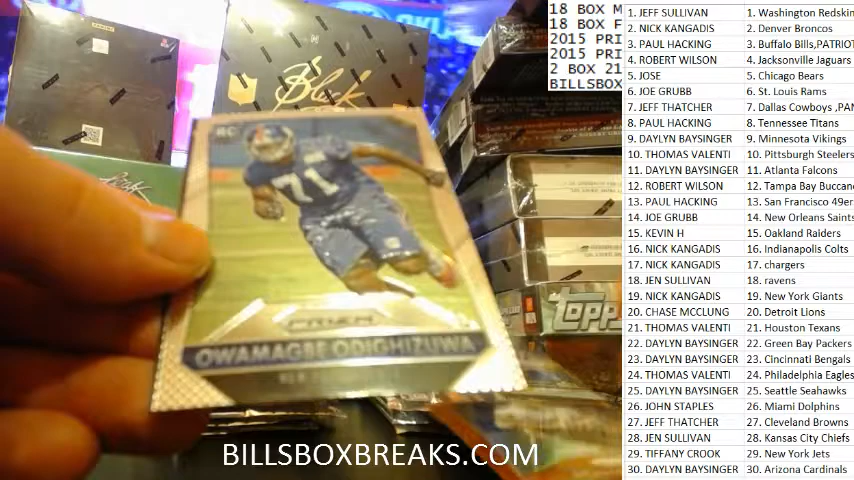 18 BOX M
18 BOX F
2015 PRI
2015 PRI
2 BOX 21
BILLSBOX
1. JEFF SULLIVAN 1. Washington Redskin
2. NICK KANGADIS 2. Denver Broncos
3. PAUL HACKING 3. Buffalo Bills,PATRIOT
4. ROBERT WILSON 4. Jacksonville Jaguars
5. JOSE 5. Chicago Bears
6. JOE GRUBB 6. St. Louis Rams
7. JEFF THATCHER 7. Dallas Cowboys ,PAN
8. PAUL HACKING 8. Tennessee Titans
9. DAYLN BAYSINGER 9. Minnesota Vikings
10. THOMAS VALENTI 10. Pittsburgh Steelers
11. DAYLN BAYSINGER 11. Atlanta Falcons
12. ROBERT WILSON 12. Tampa Bay Buccane
13. PAUL HACKING 13. San Francisco 49er
14. JOE GRUBB 14. New Orleans Saints
15. KEVIN H 15. Oakland Raiders
16. NICK KANGADIS 16. Indianapolis Colts
17. NICK KANGADIS 17. chargers
18. JEN SULLIVAN 18. ravens
19. NICK KANGADIS 19. New York Giants
20. CHASE MCCLUNG 20. Detroit Lions
21. THOMAS VALENTI 21. Houston Texans
22. DAYLN BAYSINGER 22. Green Bay Packers
23. DAYLN BAYSINGER 23. Cincinnati Bengals
24. THOMAS VALENTI 24. Philadelphia Eagles
25. DAYLN BAYSINGER 25. Seattle Seahawks
26. JOHN STAPLES 26. Miami Dolphins
27. JEFF THATCHER 27. Cleveland Browns
28. JEN SULLIVAN 28. Kansas City Chiefs
29. TIFFANY CROOK 29. New York Jets
30. DAYLN BAYSINGER 30. Arizona Cardinals
Black
Leaf
RC
71
PRIZM
OWAMAGBE ODIGHIZUWA
TOPP
BILLSBOXBREAKS.COM